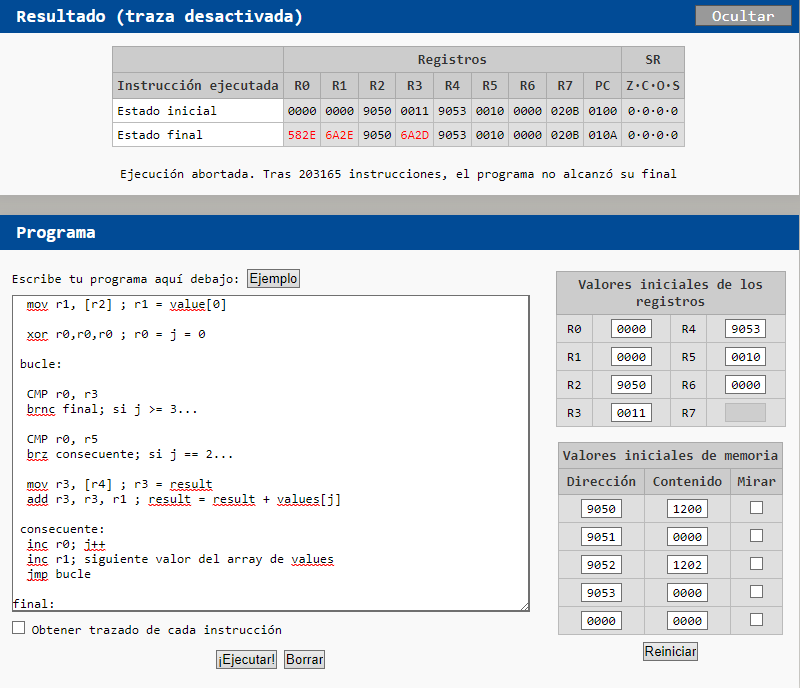 Resultado (traza desactivada)
Ocultar
Registros SR
Instrucción ejecutada R0 R1 R2 R3 R4 R5 R6 R7 PC Z·C·O·S
Estado inicial 0000 0000 9050 0011 9053 0010 0000 020B 0100 0·0·0·0
Estado final 582E 6A2E 9050 6A2D 9053 0010 0000 020B 010A 0·0·0·0
Ejecución abortada. Tras 203165 instrucciones, el programa no alcanzó su final
Programa
Escribe tu programa aquí debajo: Ejemplo
mov r1, [r2] ; r1 = value[0]
xor r0,r0,r0 ; r0 = j = 0
bucle:
CMP r0, r3
brnc final; si j >= 3...
CMP r0, r5
brz consecuente; si j == 2...
mov r3, [r4] ; r3 = result
add r3, r3, r1 ; result = result + values[j]
consecuente:
inc r0; j++
inc r1; siguiente valor del array de values
jmp bucle
final:
Obtener trazado de cada instrucción
¡Ejecutar! Borrar
Valores iniciales de los
registros
R0 0000 R4 9053
R1 0000 R5 0010
R2 9050 R6 0000
R3 0011 R7
Valores iniciales de memoria
Dirección Contenido Mirar
9050 1200
9051 0000
9052 1202
9053 0000
0000 0000
Reiniciar